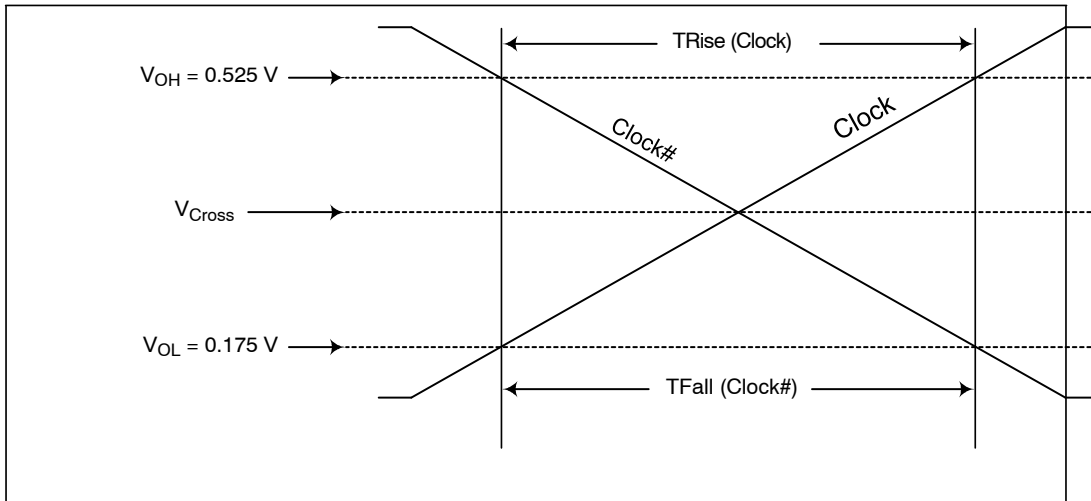 TRise (Clock)
VOH = 0.525 V
Clock#
Clock
VCross
VOL = 0.175 V
TFall (Clock#)